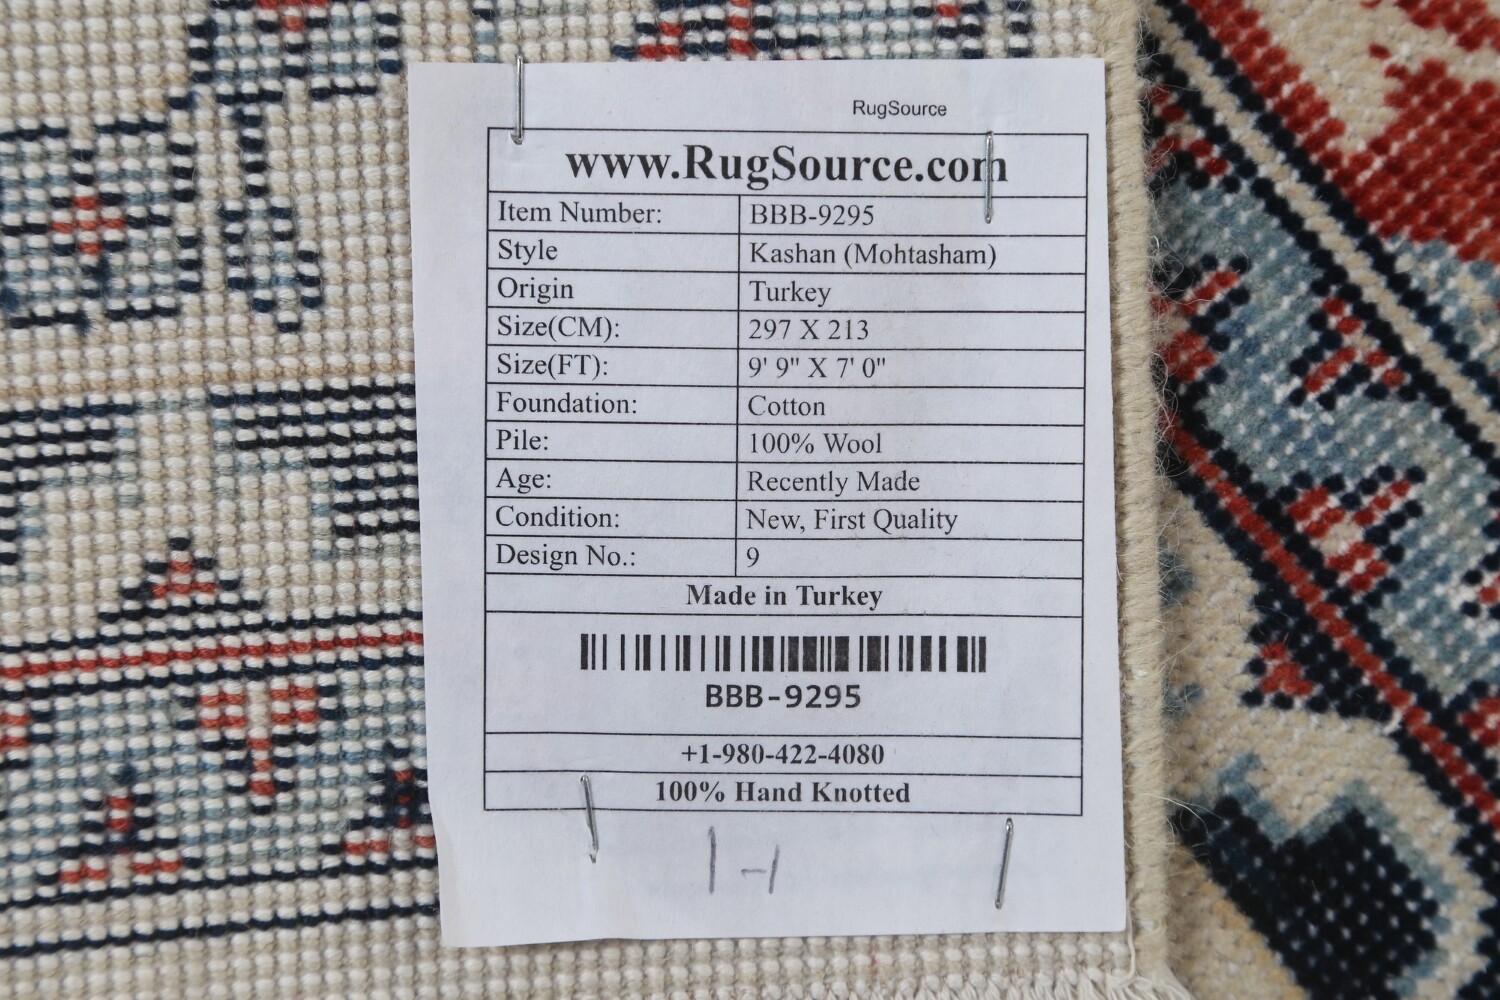 RugSource
www.RugSource.com
Item Number: BBB-9295
Style Kashan (Mohtasham)
Origin Turkey
Size(CM): 297 X 213
Size(FT): 9' 9" X 7' 0"
Foundation: Cotton
Pile: 100% Wool
Age: Recently Made
Condition: New, First Quality
Design No.: 9
Made in Turkey
BBB-9295
+1-980-422-4080
100% Hand Knotted
1-1